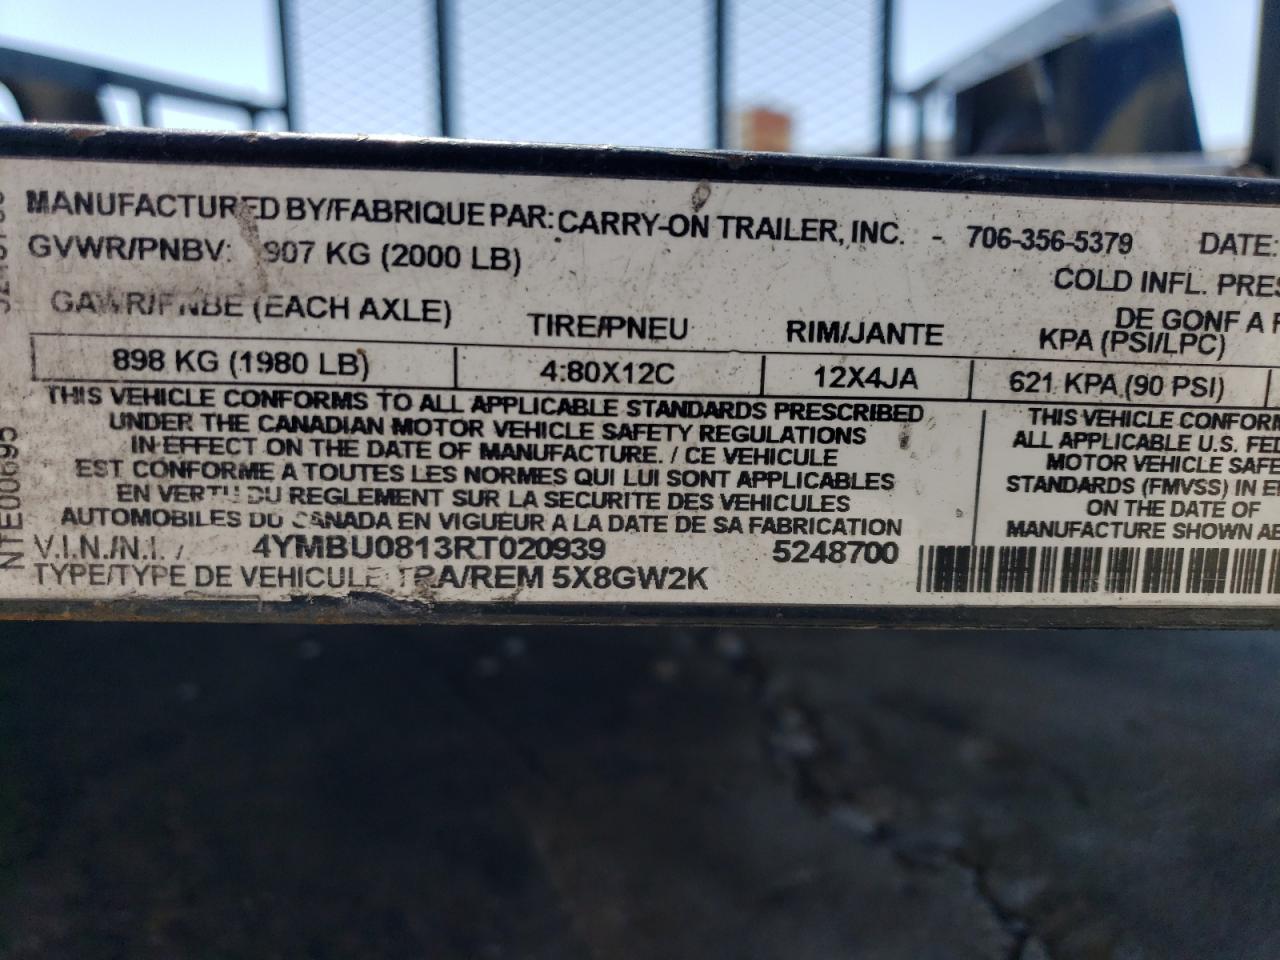 MANUFACTURED BY/FABRIQUE PAR: CARRY-ON TRAILER, INC. - 706-356-5379 DATE:
GVWR/PNBV: 907 KG (2000 LB)
COLD INFL. PRES
GAWR/PNBE (EACH AXLE) TIRE/PNEU RIM/JANTE
DE GONF A F
KPA (PSI/LPC)
898 KG (1980 LB) 4:80X12C 12X4JA 621 KPA (90 PSI)
THIS VEHICLE CONFORMS TO ALL APPLICABLE STANDARDS PRESCRIBED
UNDER THE CANADIAN MOTOR VEHICLE SAFETY REGULATIONS
IN EFFECT ON THE DATE OF MANUFACTURE. / CE VEHICULE
EST CONFORME A TOUTES LES NORMES QUI LUI SONT APPLICABLES
EN VERTU DU REGLEMENT SUR LA SECURITE DES VEHICULES
AUTOMOBILES DU CANADA EN VIGUEUR A LA DATE DE SA FABRICATION
THIS VEHICLE CONFORM
ALL APPLICABLE U.S. FED
MOTOR VEHICLE SAFE
STANDARDS (FMVSS) IN E
ON THE DATE OF
MANUFACTURE SHOWN AB
V.I.N./N.I. 4YMBU0813RT020939 5248700
TYPE/TYPE DE VEHICULE TRA/REM 5X8GW2K
NTE00695